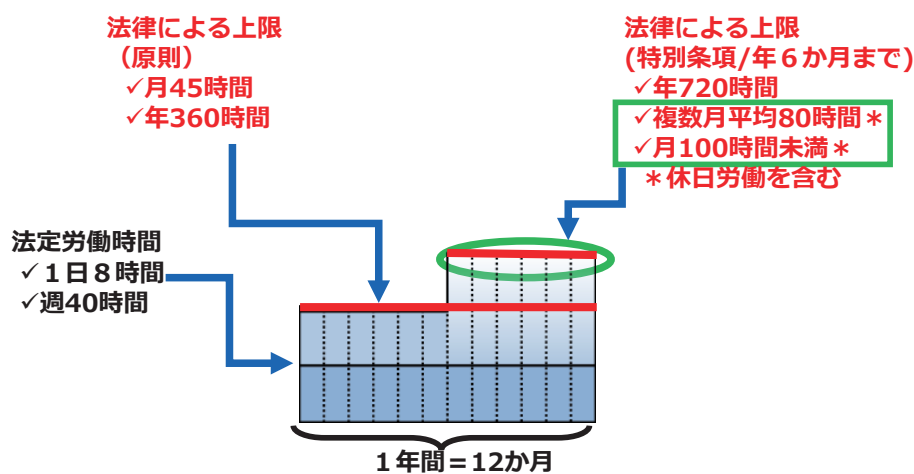 法律による上限
（原則）
✓月45時間
✓年360時間
法律による上限
(特別条項/年６か月まで)
✓年720時間
✓複数月平均80時間＊
✓月100時間未満＊
＊休日労働を含む
法定労働時間
✓１日８時間
✓週40時間
１年間＝12か月